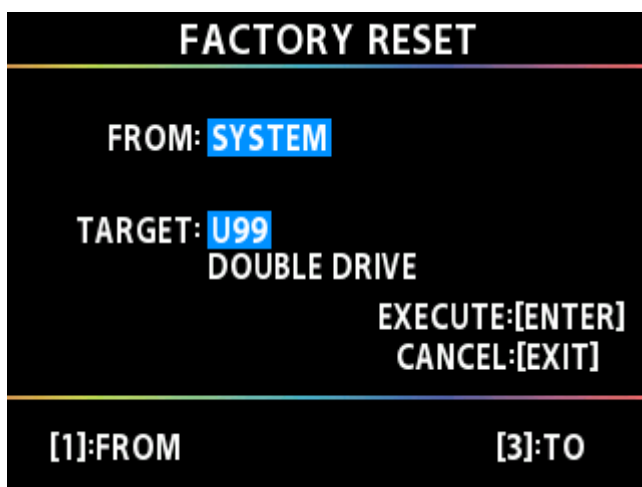 FACTORY RESET
FROM: SYSTEM
TARGET: U99
DOUBLE DRIVE
EXECUTE:[ENTER]
CANCEL:[EXIT]
[1]:FROM [3]:TO